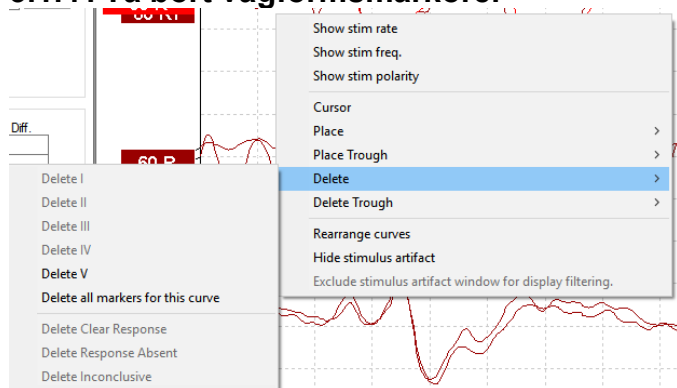 Show stim rate
Show stim freq.
Show stim polarity
Cursor
Place
Place Trough
Delete
Delete Trough
Rearrange curves
Hide stimulus artifact
Exclude stimulus artifact window for display filtering.
Diff.
60 R
Delete I
Delete II
Delete III
Delete IV
Delete V
Delete all markers for this curve
Delete Clear Response
Delete Response Absent
Delete Inconclusive